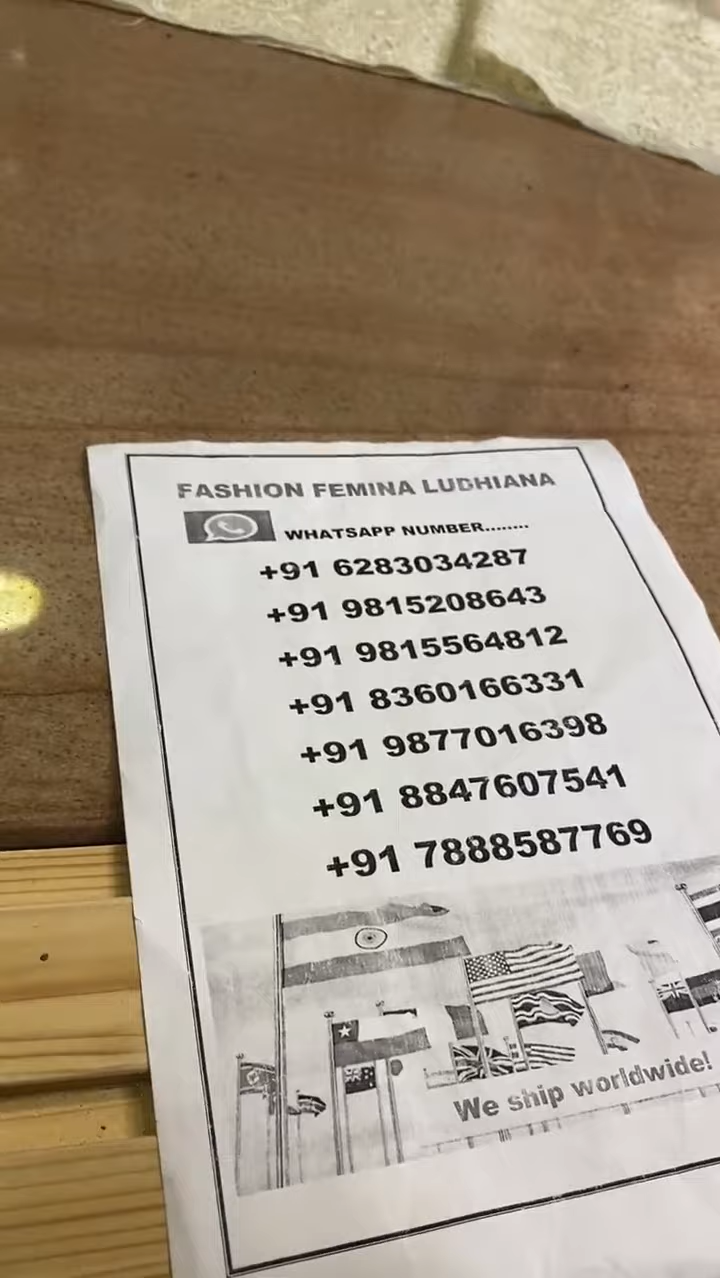 FASHION FEMINA LUDHIANA
WHATSAPP NUMBER........
+91 6283034287
+91 9815208643
+91 9815564812
+91 8360166331
+91 9877016398
+91 8847607541
+91 7888587769
We ship worldwide!